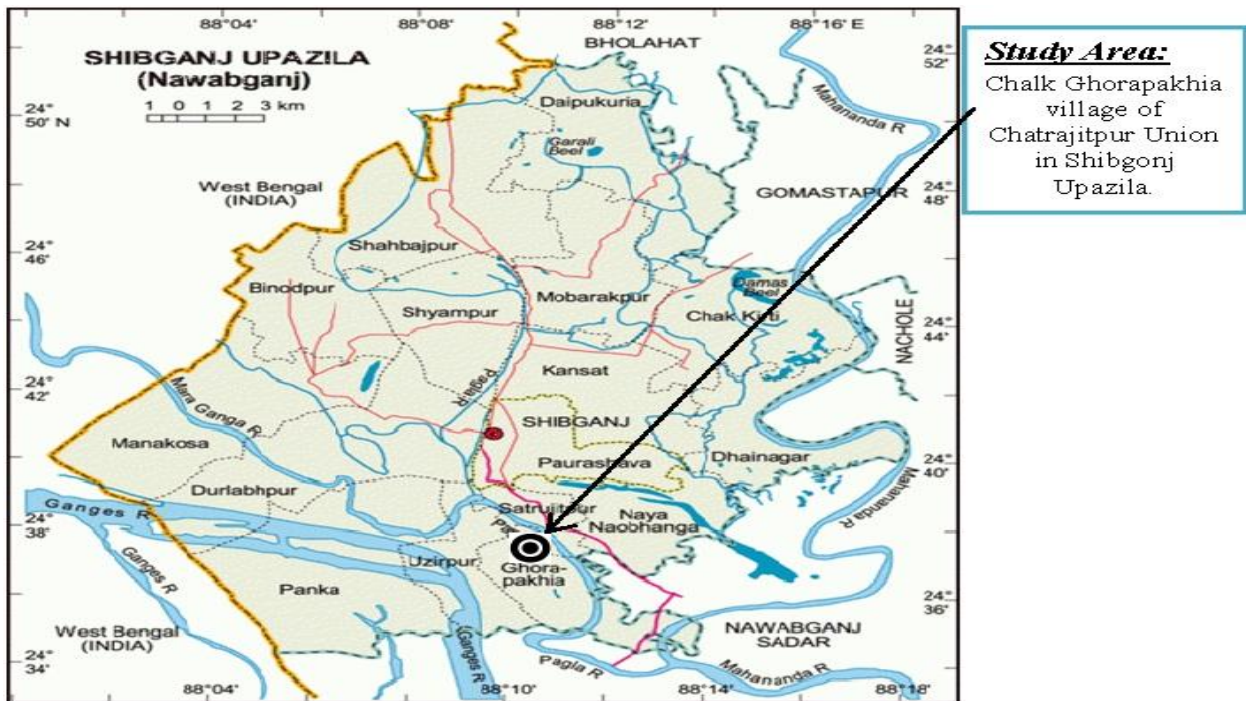 88°04' 88°08' 88°12' 88°16' E
SHIBGANJ UPAZILA
(Nawabganj)
1 0 1 2 3 km
BHOLAHAT
24°
52'
Study Area:
Chalk Ghorapakhia
village of
Chatrajitpur Union
in Shibgonj
Upazila.
24°
50' N
Daipukuria
Mahananda R
Garali
Beel
West Bengal
(INDIA)
GOMASTAPUR
24°
48'
24°
46'
Shahbajpur
Binodpur
Shyampur
Mobarakpur
Damas
Beel
Chak Kirti
NACHOLE
24°
44'
24°
42'
Kansat
Pagla R
Mara Ganga R
SHIBGANJ
Manakosa
Paurashava
Dhainagar
24°
40'
Durlabhpur
Mahananda R
Ganges R
Satrujitpur
Naya
Naobhanga
24°
38'
Uzirpur
Ghora-
pakhia
Ganges R
Panka
24°
36'
West Bengal
(INDIA)
Ganges R
NAWABGANJ
SADAR
24°
34'
Pagla R
Mahananda R
88°04' 88°10' 88°14' 88°18'